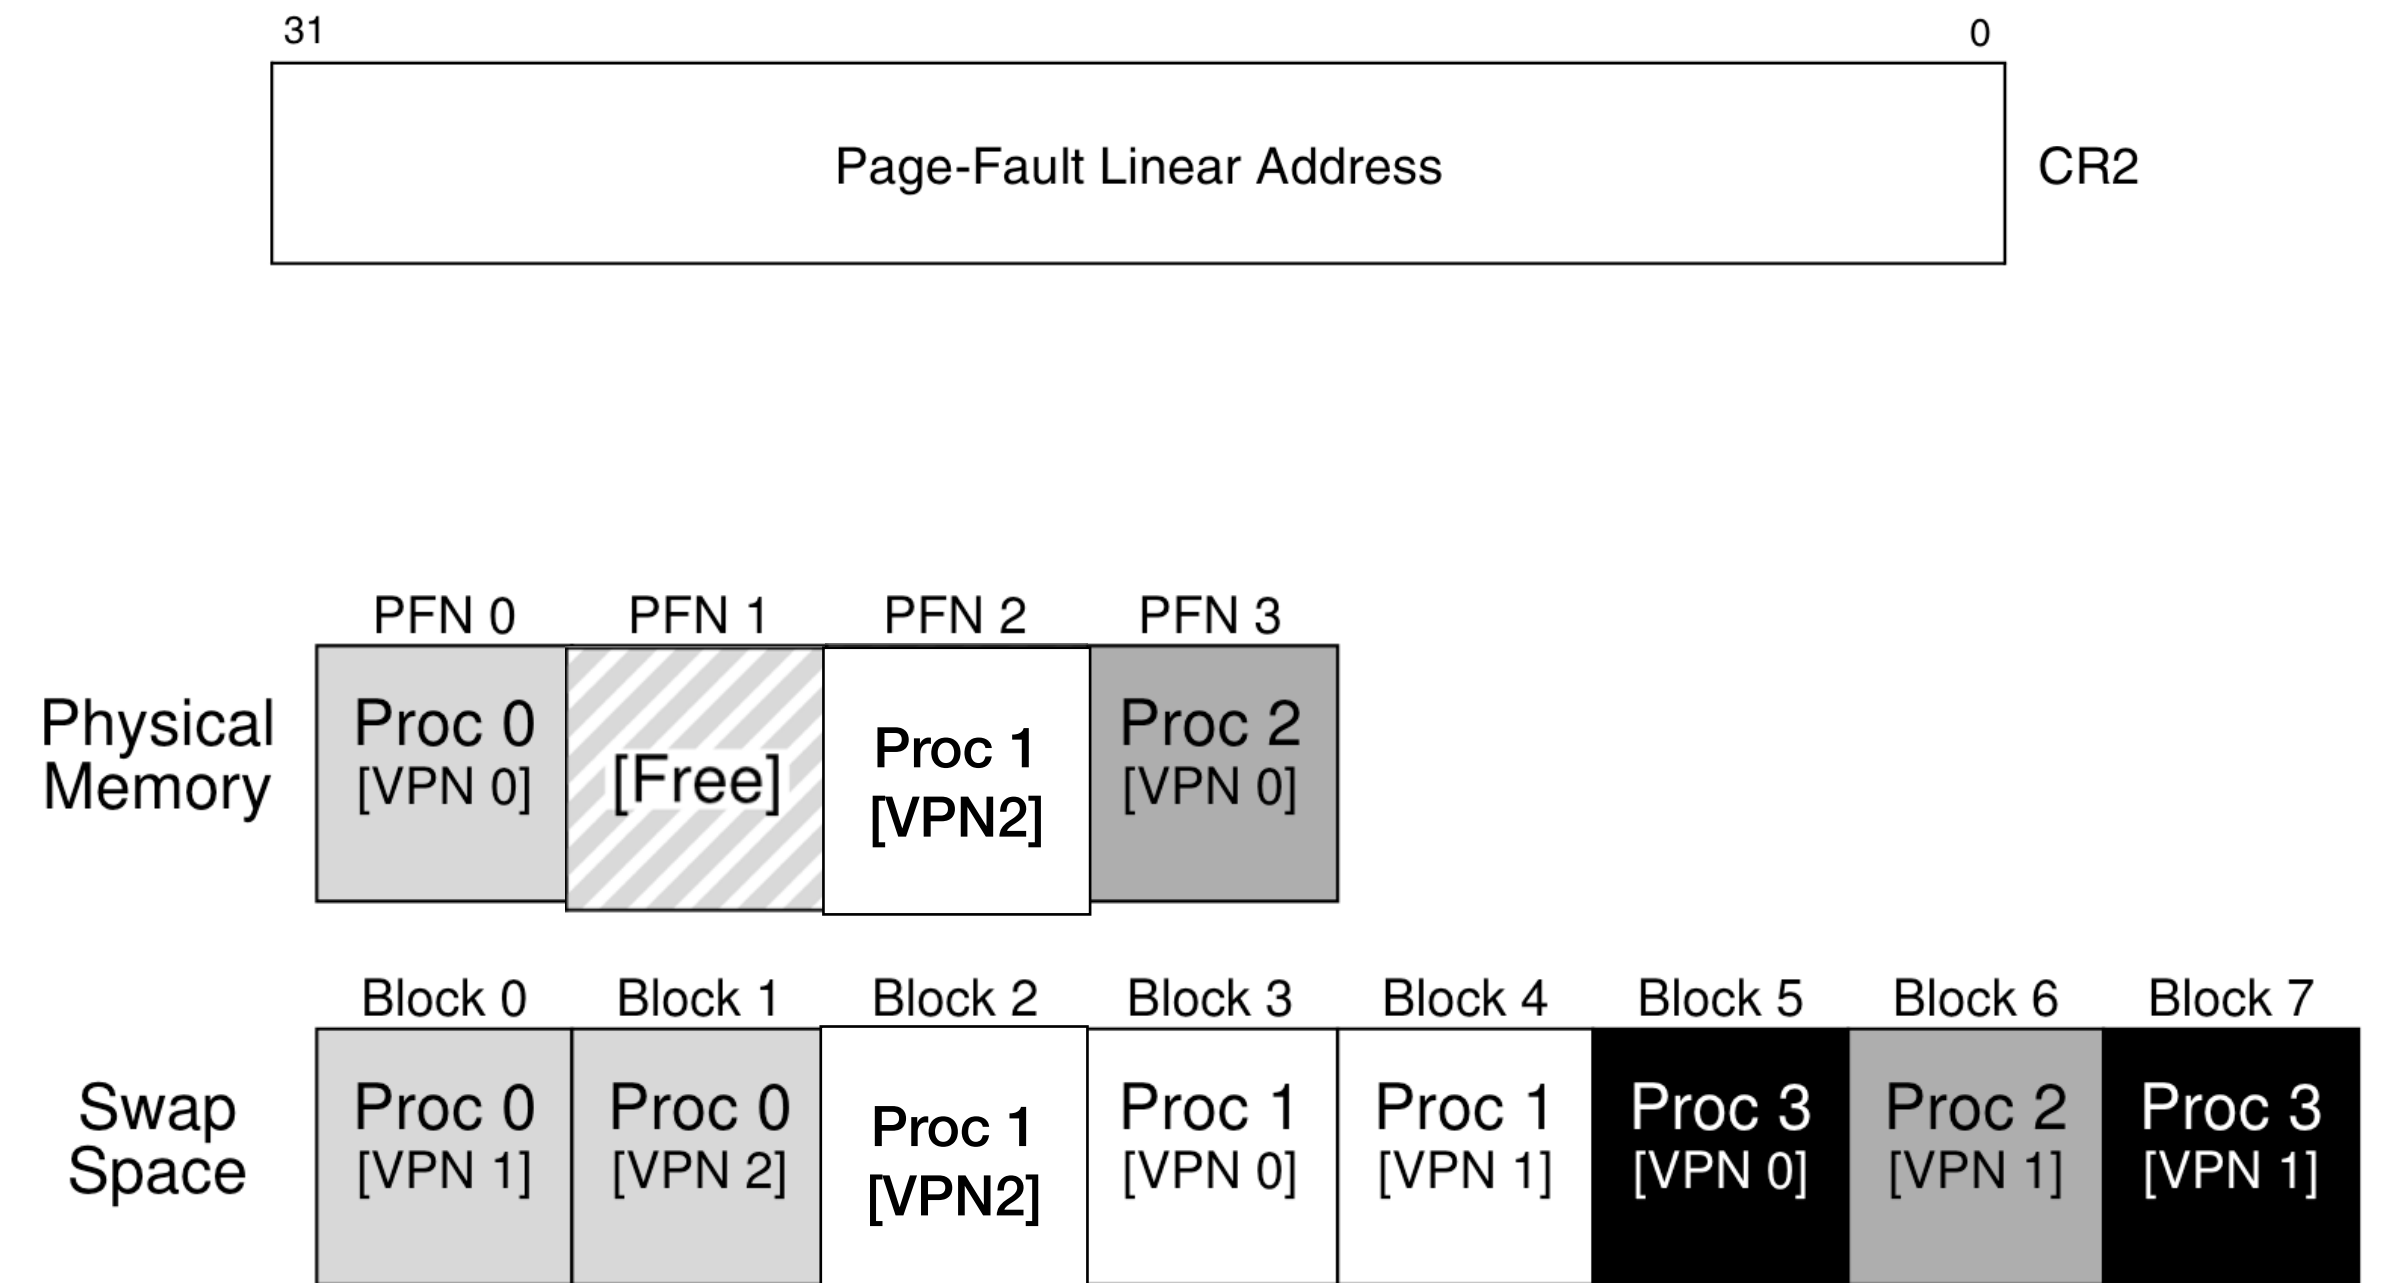 31 0
Page-Fault Linear Address CR2
PFN 0 PFN 1 PFN 2 PFN 3
Physical
Memory
Proc 0
[VPN 0]
[Free]
Proc 1
[VPN2]
Proc 2
[VPN 0]
Block 0 Block 1 Block 2 Block 3 Block 4 Block 5 Block 6 Block 7
Swap
Space
Proc 0
[VPN 1]
Proc 0
[VPN 2]
Proc 1
[VPN2]
Proc 1
[VPN 0]
Proc 1
[VPN 1]
Proc 3
[VPN 0]
Proc 2
[VPN 1]
Proc 3
[VPN 1]